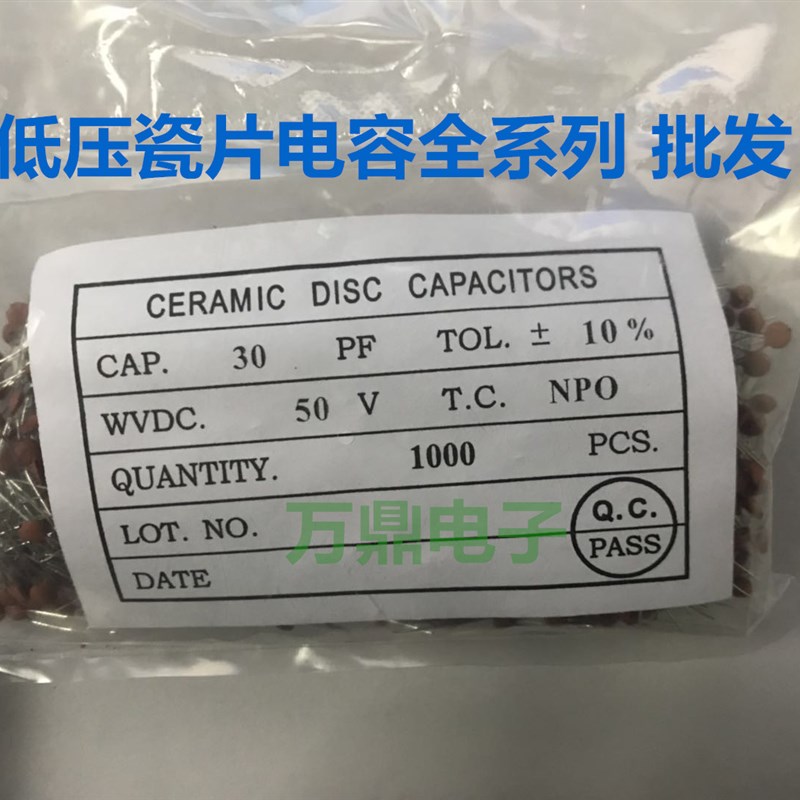 低压瓷片电容全系列 批发
CERAMIC DISC CAPACITORS
CAP. 30 PF TOL. ± 10 %
WVDC. 50 V T.C. NPO
QUANTITY. 1000 PCS.
LOT. NO.
万鼎电子
Q.C.
PASS
DATE